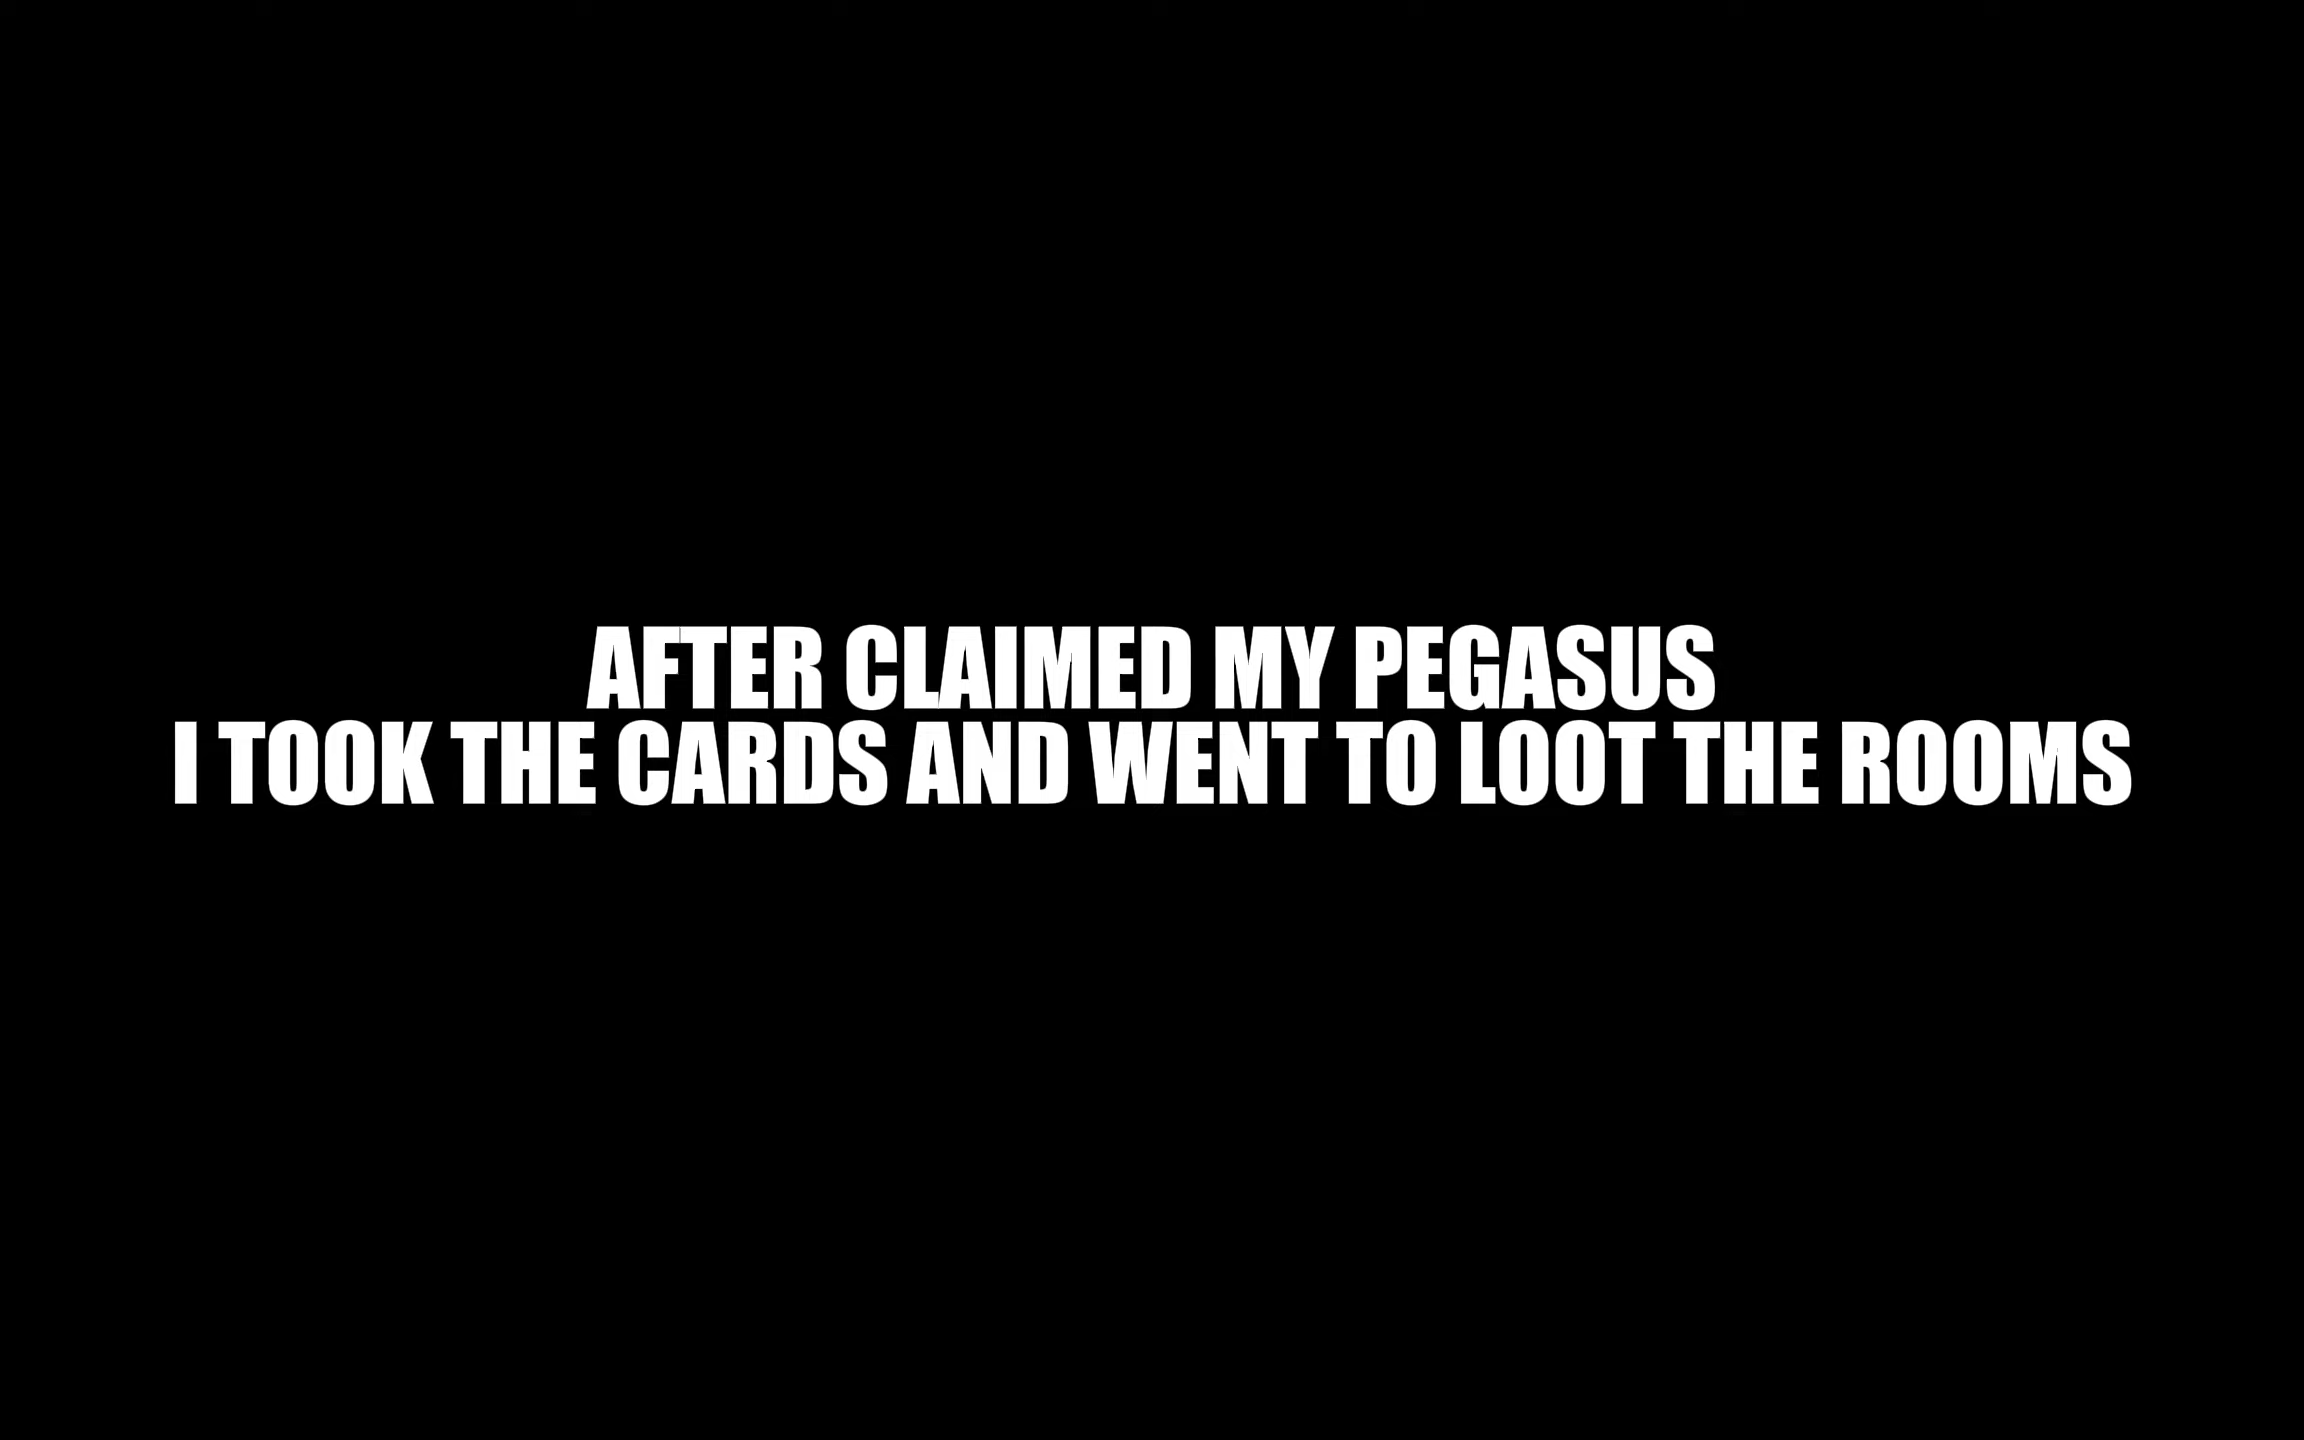 AFTER CLAIMED MY PEGASUS
I TOOK THE CARDS AND WENT TO LOOT THE ROOMS